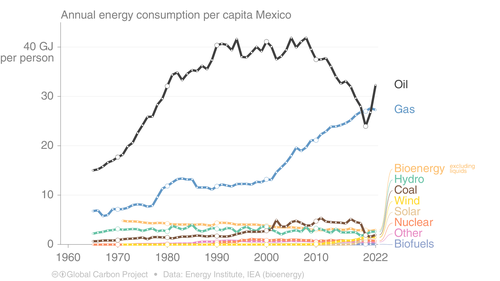 Annual energy consumption per capita Mexico
40 GJ
per person
30
20
10
0
1960
1970
1980
1990
2000
2010
2022
Oil
Gas
Bioenergy excluding liquids
Hydro
Coal
Wind
Solar
Nuclear
Other
Biofuels
Global Carbon Project • Data: Energy Institute, IEA (bioenergy)